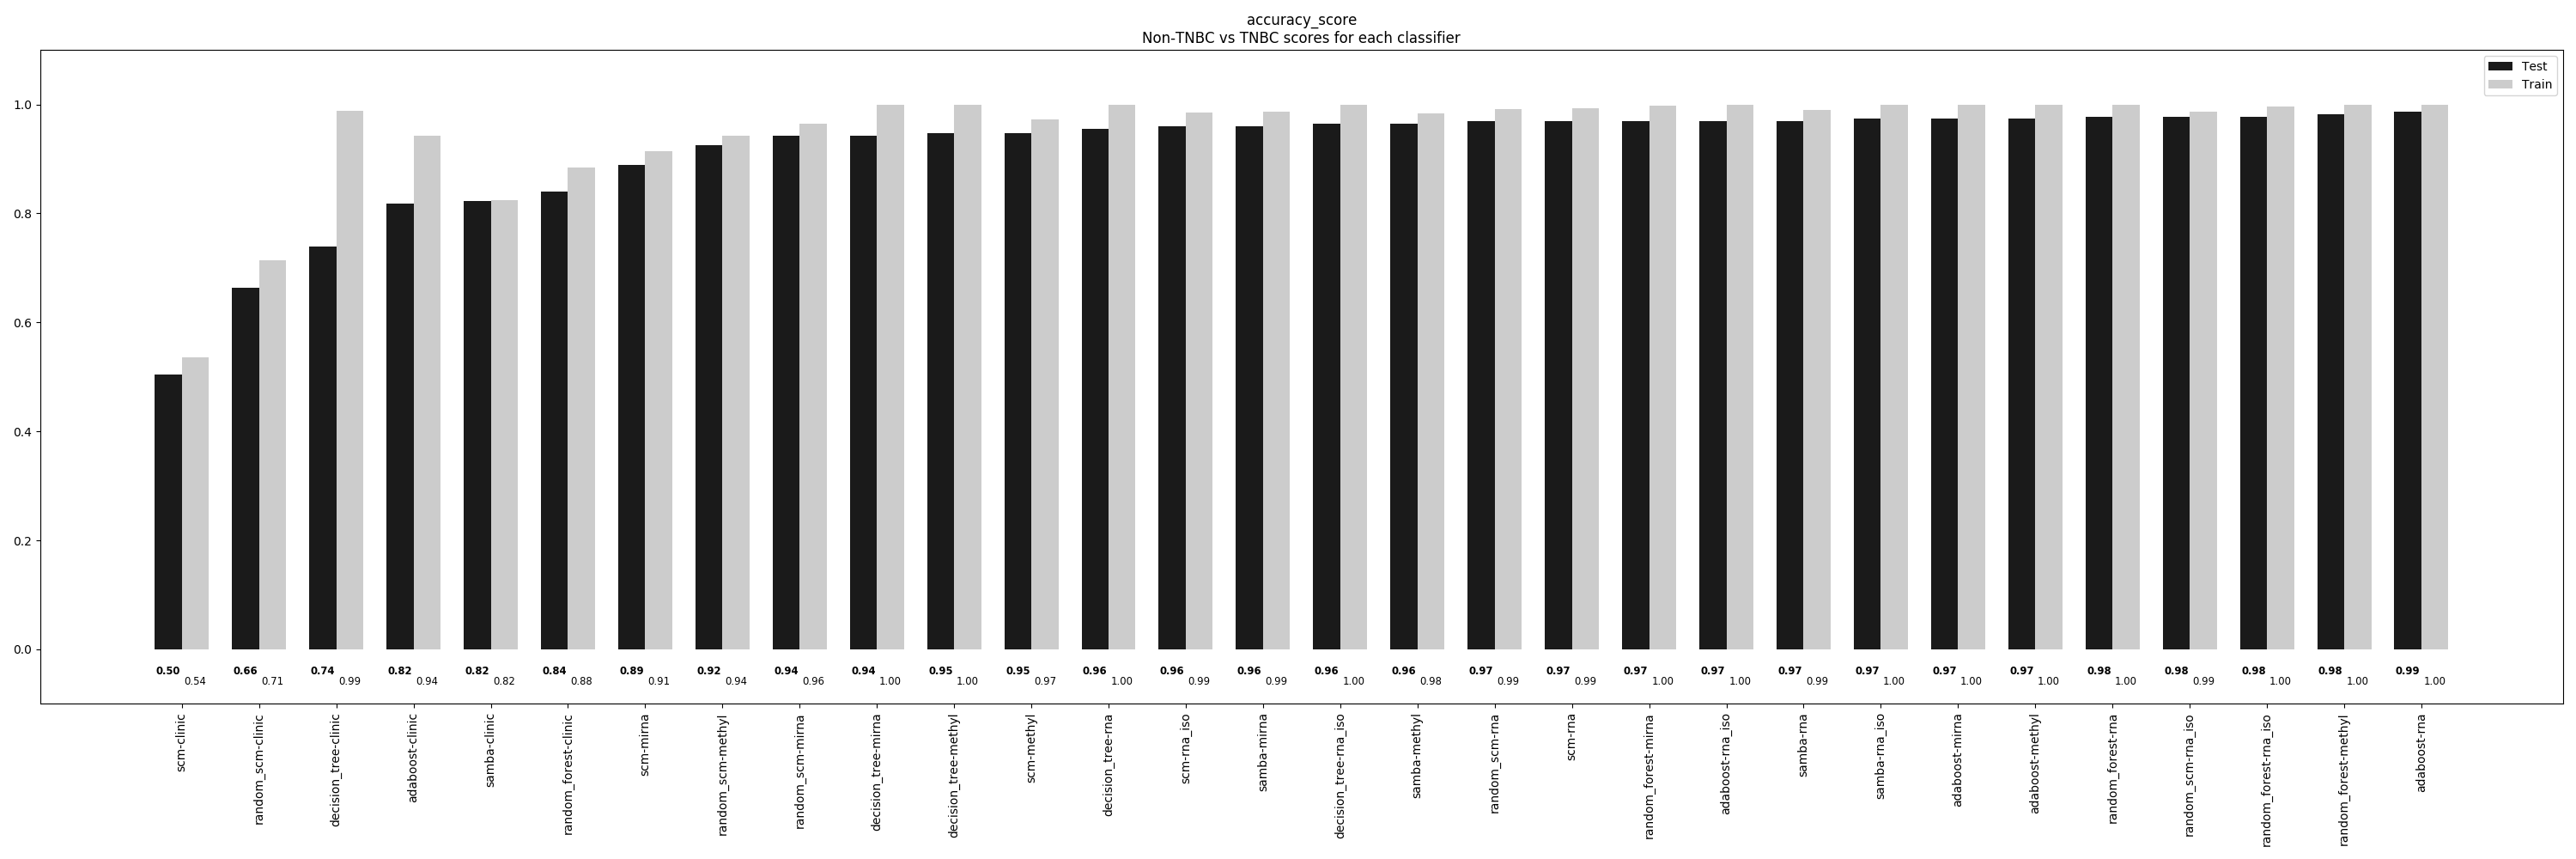 accuracy_score
Non-TNBC vs TNBC scores for each classifier
Test
Train
1.0
0.8
0.6
0.4
0.2
0.0
0.50 0.66 0.74 0.82 0.82 0.84 0.89 0.92 0.94 0.94 0.95 0.95 0.96 0.96 0.96 0.96 0.96 0.97 0.97 0.97 0.97 0.97 0.97 0.97 0.97 0.98 0.98 0.98 0.98 0.99
0.54 0.71 0.99 0.94 0.82 0.88 0.91 0.94 0.96 1.00 1.00 0.97 1.00 0.99 0.99 1.00 0.98 0.99 0.99 1.00 1.00 0.99 1.00 1.00 1.00 1.00 0.99 1.00 1.00 1.00
scm-clinic
random_scm-clinic
decision_tree-clinic
adaboost-clinic
samba-clinic
random_forest-clinic
scm-mirna
random_scm-methyl
random_scm-mirna
decision_tree-mirna
decision_tree-methyl
scm-methyl
decision_tree-rna
scm-rna_iso
samba-mirna
decision_tree-rna_iso
samba-methyl
random_scm-rna
scm-rna
random_forest-mirna
adaboost-rna_iso
samba-rna
samba-rna_iso
adaboost-mirna
adaboost-methyl
random_forest-rna
random_scm-rna_iso
random_forest-rna_iso
random_forest-methyl
adaboost-rna